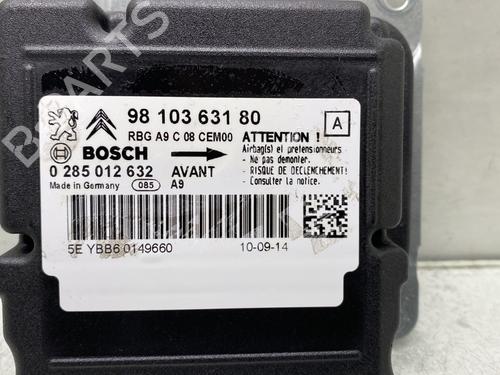 98 103 631 80
RBG A9 C 08 CEM00
A
BOSCH
ATTENTION !
Airbag(s) et pretensionneurs
- Ne pas demonter.
- RISQUE DE DECLENCHEMENT!
- Consulter la notice.
0 285 012 632 AVANT
Made in Germany 085 A9
5E YBB6 0149660
10-09-14
PARTS